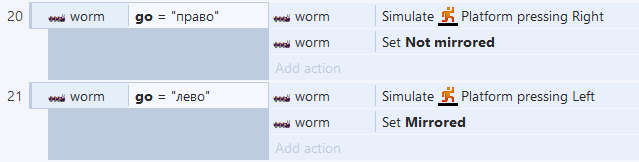 20 worm go = "право" worm Simulate Platform pressing Right
worm Set Not mirrored
Add action
21 worm go = "лево" worm Simulate Platform pressing Left
worm Set Mirrored
Add action